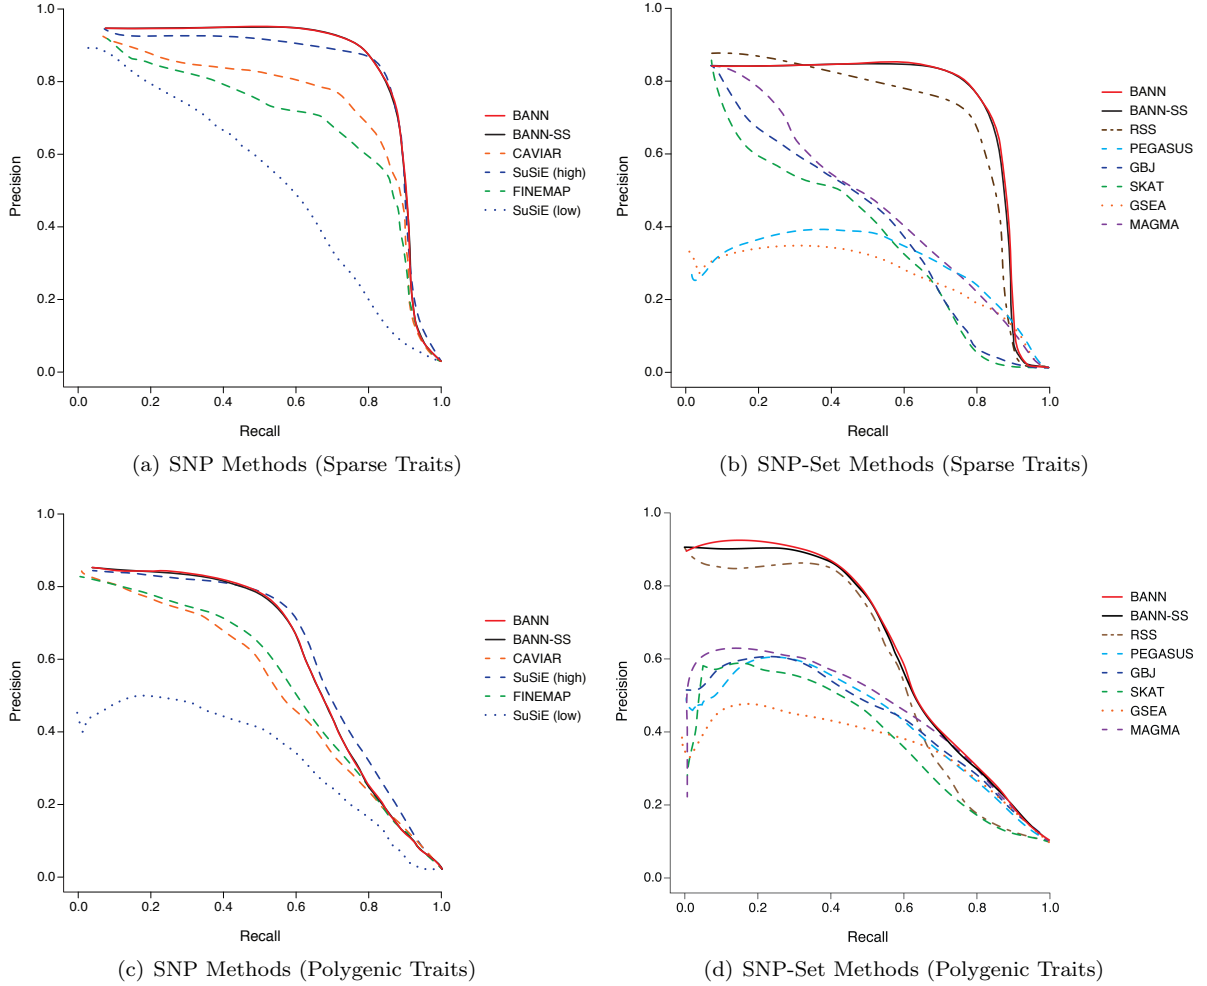 1.0
0.8
0.6
0.4
0.2
0.0
Precision
0.0 0.2 0.4 0.6 0.8 1.0
Recall
BANN
BANN-SS
CAVIAR
SuSiE (high)
FINEMAP
SuSiE (low)
(a) SNP Methods (Sparse Traits)
1.0
0.8
0.6
0.4
0.2
0.0
Precision
0.0 0.2 0.4 0.6 0.8 1.0
Recall
BANN
BANN-SS
RSS
PEGASUS
GBJ
SKAT
GSEA
MAGMA
(b) SNP-Set Methods (Sparse Traits)
1.0
0.8
0.6
0.4
0.2
0.0
Precision
0.0 0.2 0.4 0.6 0.8 1.0
Recall
BANN
BANN-SS
CAVIAR
SuSiE (high)
FINEMAP
SuSiE (low)
(c) SNP Methods (Polygenic Traits)
1.0
0.8
0.6
0.4
0.2
0.0
Precision
0.0 0.2 0.4 0.6 0.8 1.0
Recall
BANN
BANN-SS
RSS
PEGASUS
GBJ
SKAT
GSEA
MAGMA
(d) SNP-Set Methods (Polygenic Traits)